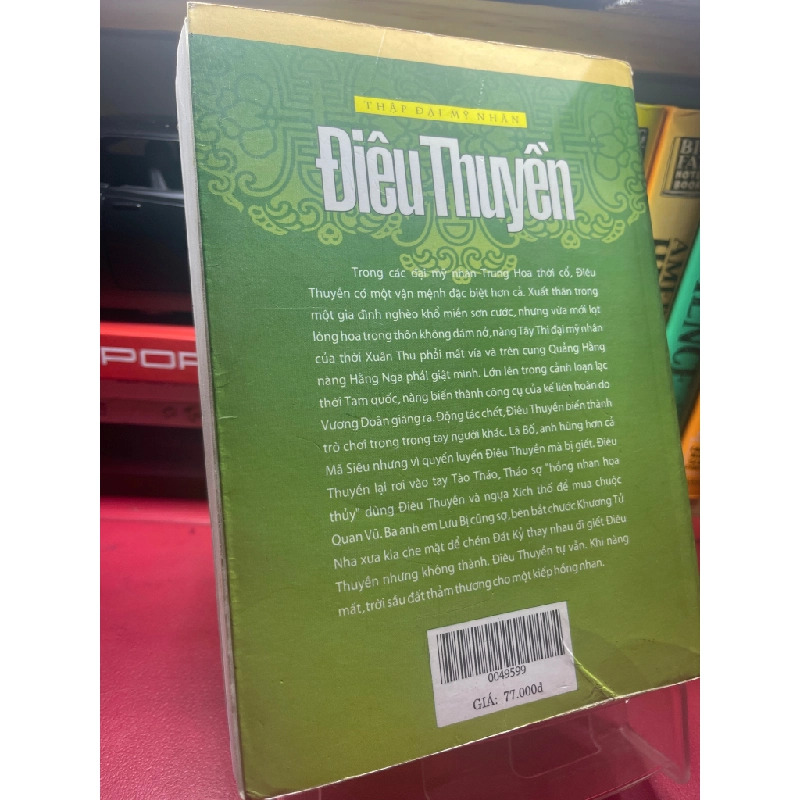 THẬP ĐẠI MỸ NHÂN
Điêu Thuyền
Trong các đại mỹ nhân Trung Hoa thời cổ, Điêu
Thuyền có một vận mệnh đặc biệt hơn cả. Xuất thân trong
một gia đình nghèo khổ miền sơn cước, nhưng vừa mới lọt
lòng hoa trong thôn không dám nở, nàng Tây Thi đại mỹ nhân
của thời Xuân Thu phải mất vía và trên cung Quảng Hằng
nàng Hằng Nga phải giật mình. Lớn lên trong cảnh loạn lạc
thời Tam quốc, nàng biến thành công cụ của kế liên hoàn do
Vương Doãn giăng ra. Động tác chết, Điêu Thuyền biến thành
trò chơi trong trong tay người khác. Lã Bố, anh hùng hơn cả
Mã Siêu nhưng vì quyến luyến Điêu Thuyền mà bị giết. Điêu
Thuyền lại rơi vào tay Tào Tháo, Tháo sợ "hồng nhan họa
thủy" dùng Điêu Thuyền và ngựa Xích thố để mua chuộc
Quan Vũ. Ba anh em Lưu Bị cũng sợ, bèn bắt chước Khương Tử
Nha xưa kia che mặt để chém Đát Kỷ thay nhau đi giết Điêu
Thuyền nhưng không thành. Điêu Thuyền tự vẫn. Khi nàng
mất, trời sầu đất thảm thương cho một kiếp hồng nhan.
0049599
GIÁ: 77.000đ
POP